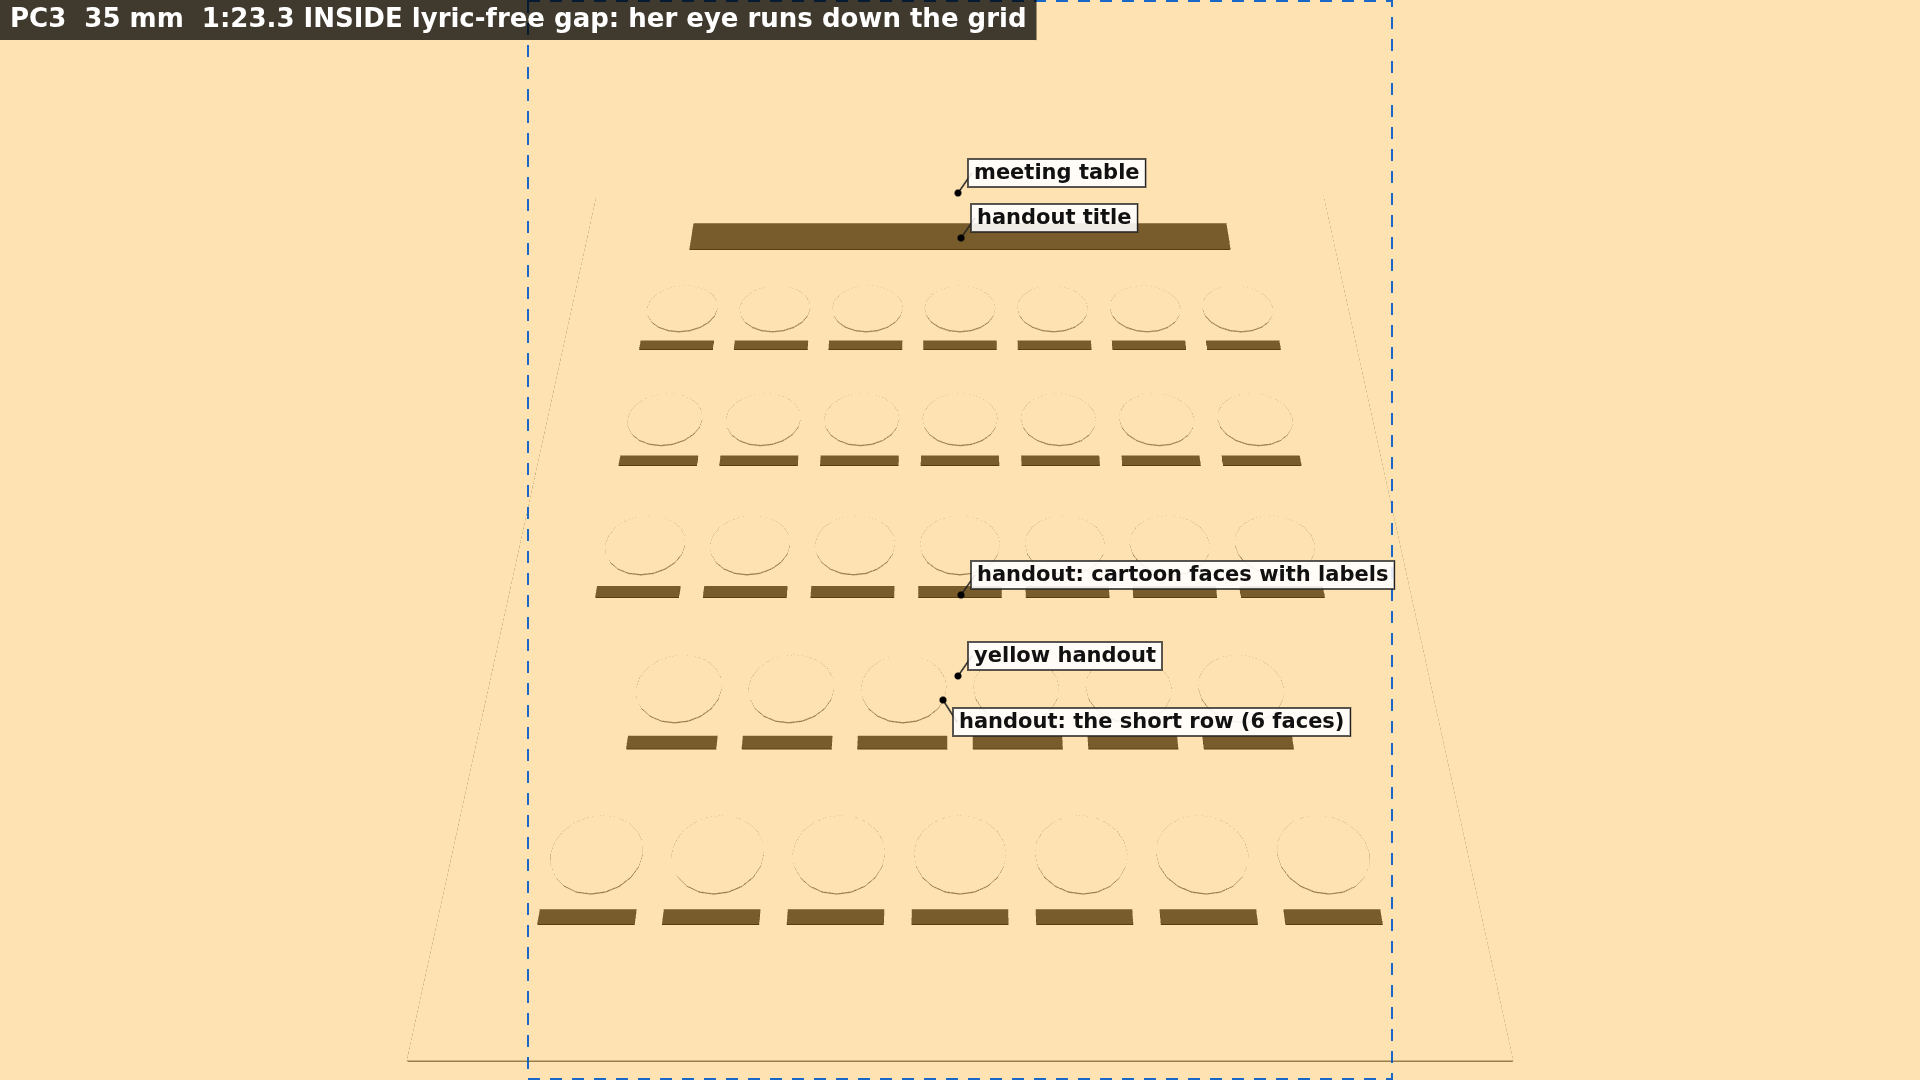 PC3  35 mm  1:23.3 INSIDE lyric-free gap: her eye runs down the grid
meeting table
handout title
handout: cartoon faces with labels
yellow handout
handout: the short row (6 faces)